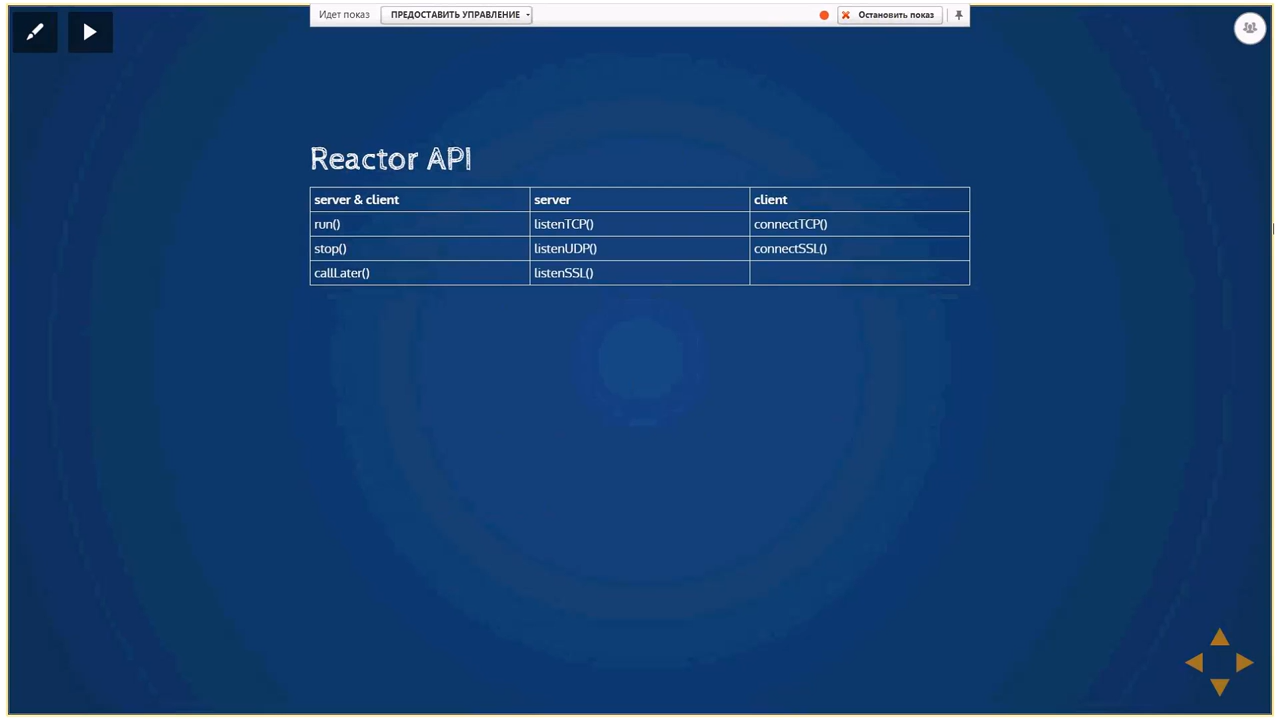 Идет показ ПРЕДОСТАВИТЬ УПРАВЛЕНИЕ Остановить показ
Reactor API
server & client server client
run() listenTCP() connectTCP()
stop() listenUDP() connectSSL()
callLater() listenSSL()